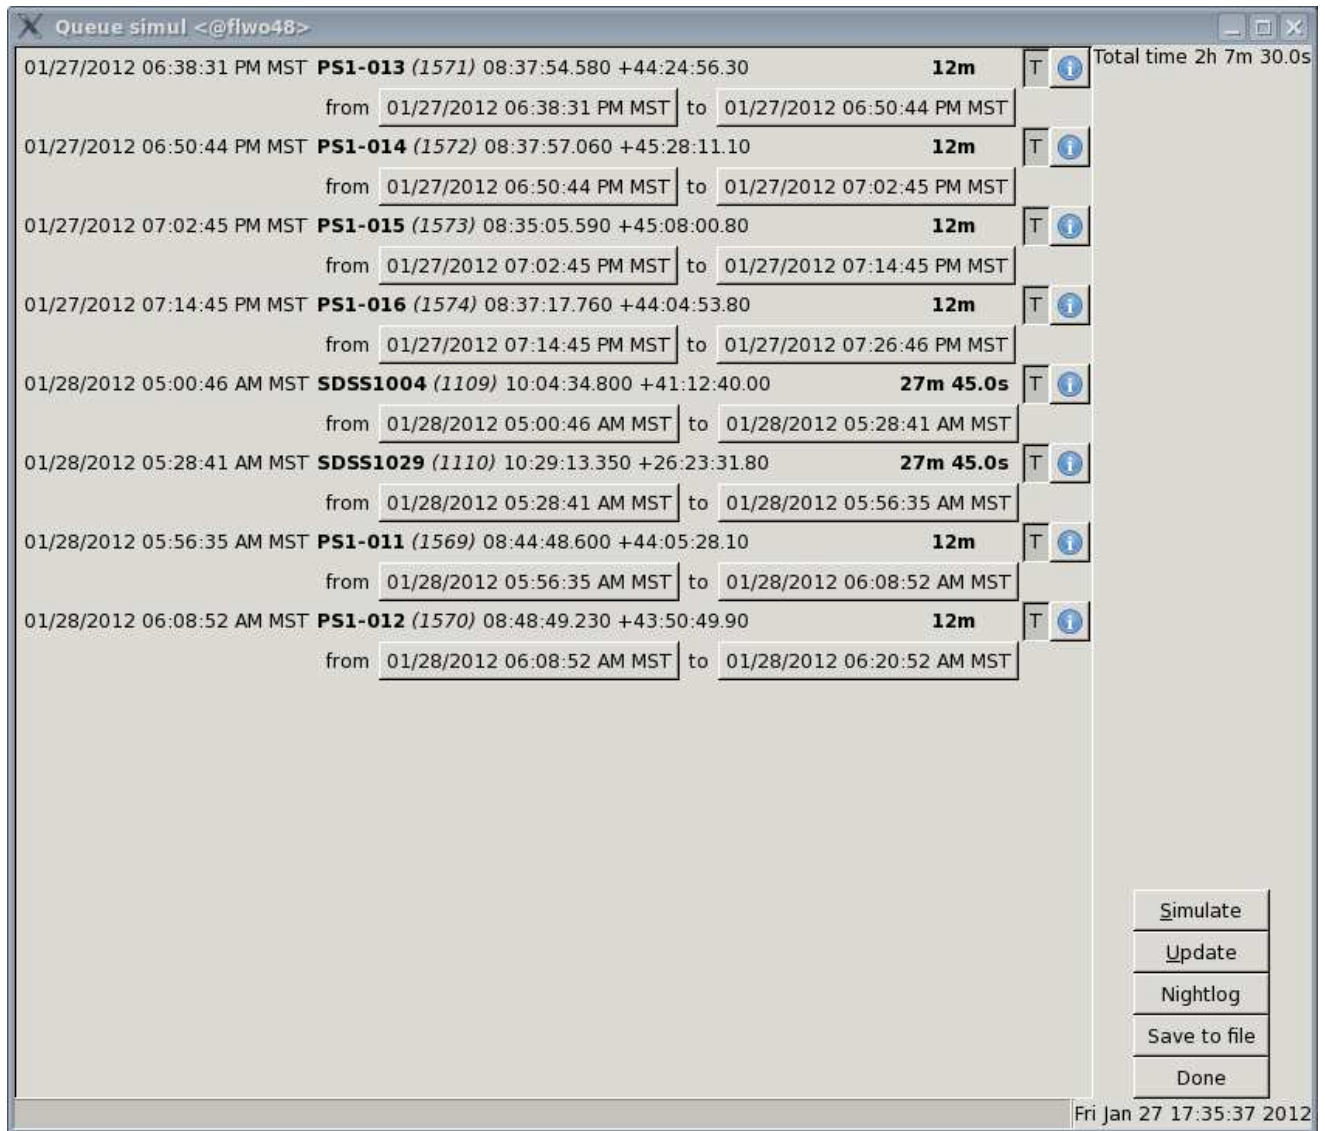 Queue simul <@flwo48>
01/27/2012 06:38:31 PM MST PS1-013 (1571) 08:37:54.580 +44:24:56.30 12m T i Total time 2h 7m 30.0s
from 01/27/2012 06:38:31 PM MST to 01/27/2012 06:50:44 PM MST
01/27/2012 06:50:44 PM MST PS1-014 (1572) 08:37:57.060 +45:28:11.10 12m T i
from 01/27/2012 06:50:44 PM MST to 01/27/2012 07:02:45 PM MST
01/27/2012 07:02:45 PM MST PS1-015 (1573) 08:35:05.590 +45:08:00.80 12m T i
from 01/27/2012 07:02:45 PM MST to 01/27/2012 07:14:45 PM MST
01/27/2012 07:14:45 PM MST PS1-016 (1574) 08:37:17.760 +44:04:53.80 12m T i
from 01/27/2012 07:14:45 PM MST to 01/27/2012 07:26:46 PM MST
01/28/2012 05:00:46 AM MST SDSS1004 (1109) 10:04:34.800 +41:12:40.00 27m 45.0s T i
from 01/28/2012 05:00:46 AM MST to 01/28/2012 05:28:41 AM MST
01/28/2012 05:28:41 AM MST SDSS1029 (1110) 10:29:13.350 +26:23:31.80 27m 45.0s T i
from 01/28/2012 05:28:41 AM MST to 01/28/2012 05:56:35 AM MST
01/28/2012 05:56:35 AM MST PS1-011 (1569) 08:44:48.600 +44:05:28.10 12m T i
from 01/28/2012 05:56:35 AM MST to 01/28/2012 06:08:52 AM MST
01/28/2012 06:08:52 AM MST PS1-012 (1570) 08:48:49.230 +43:50:49.90 12m T i
from 01/28/2012 06:08:52 AM MST to 01/28/2012 06:20:52 AM MST
Simulate
Update
Nightlog
Save to file
Done
Fri Jan 27 17:35:37 2012